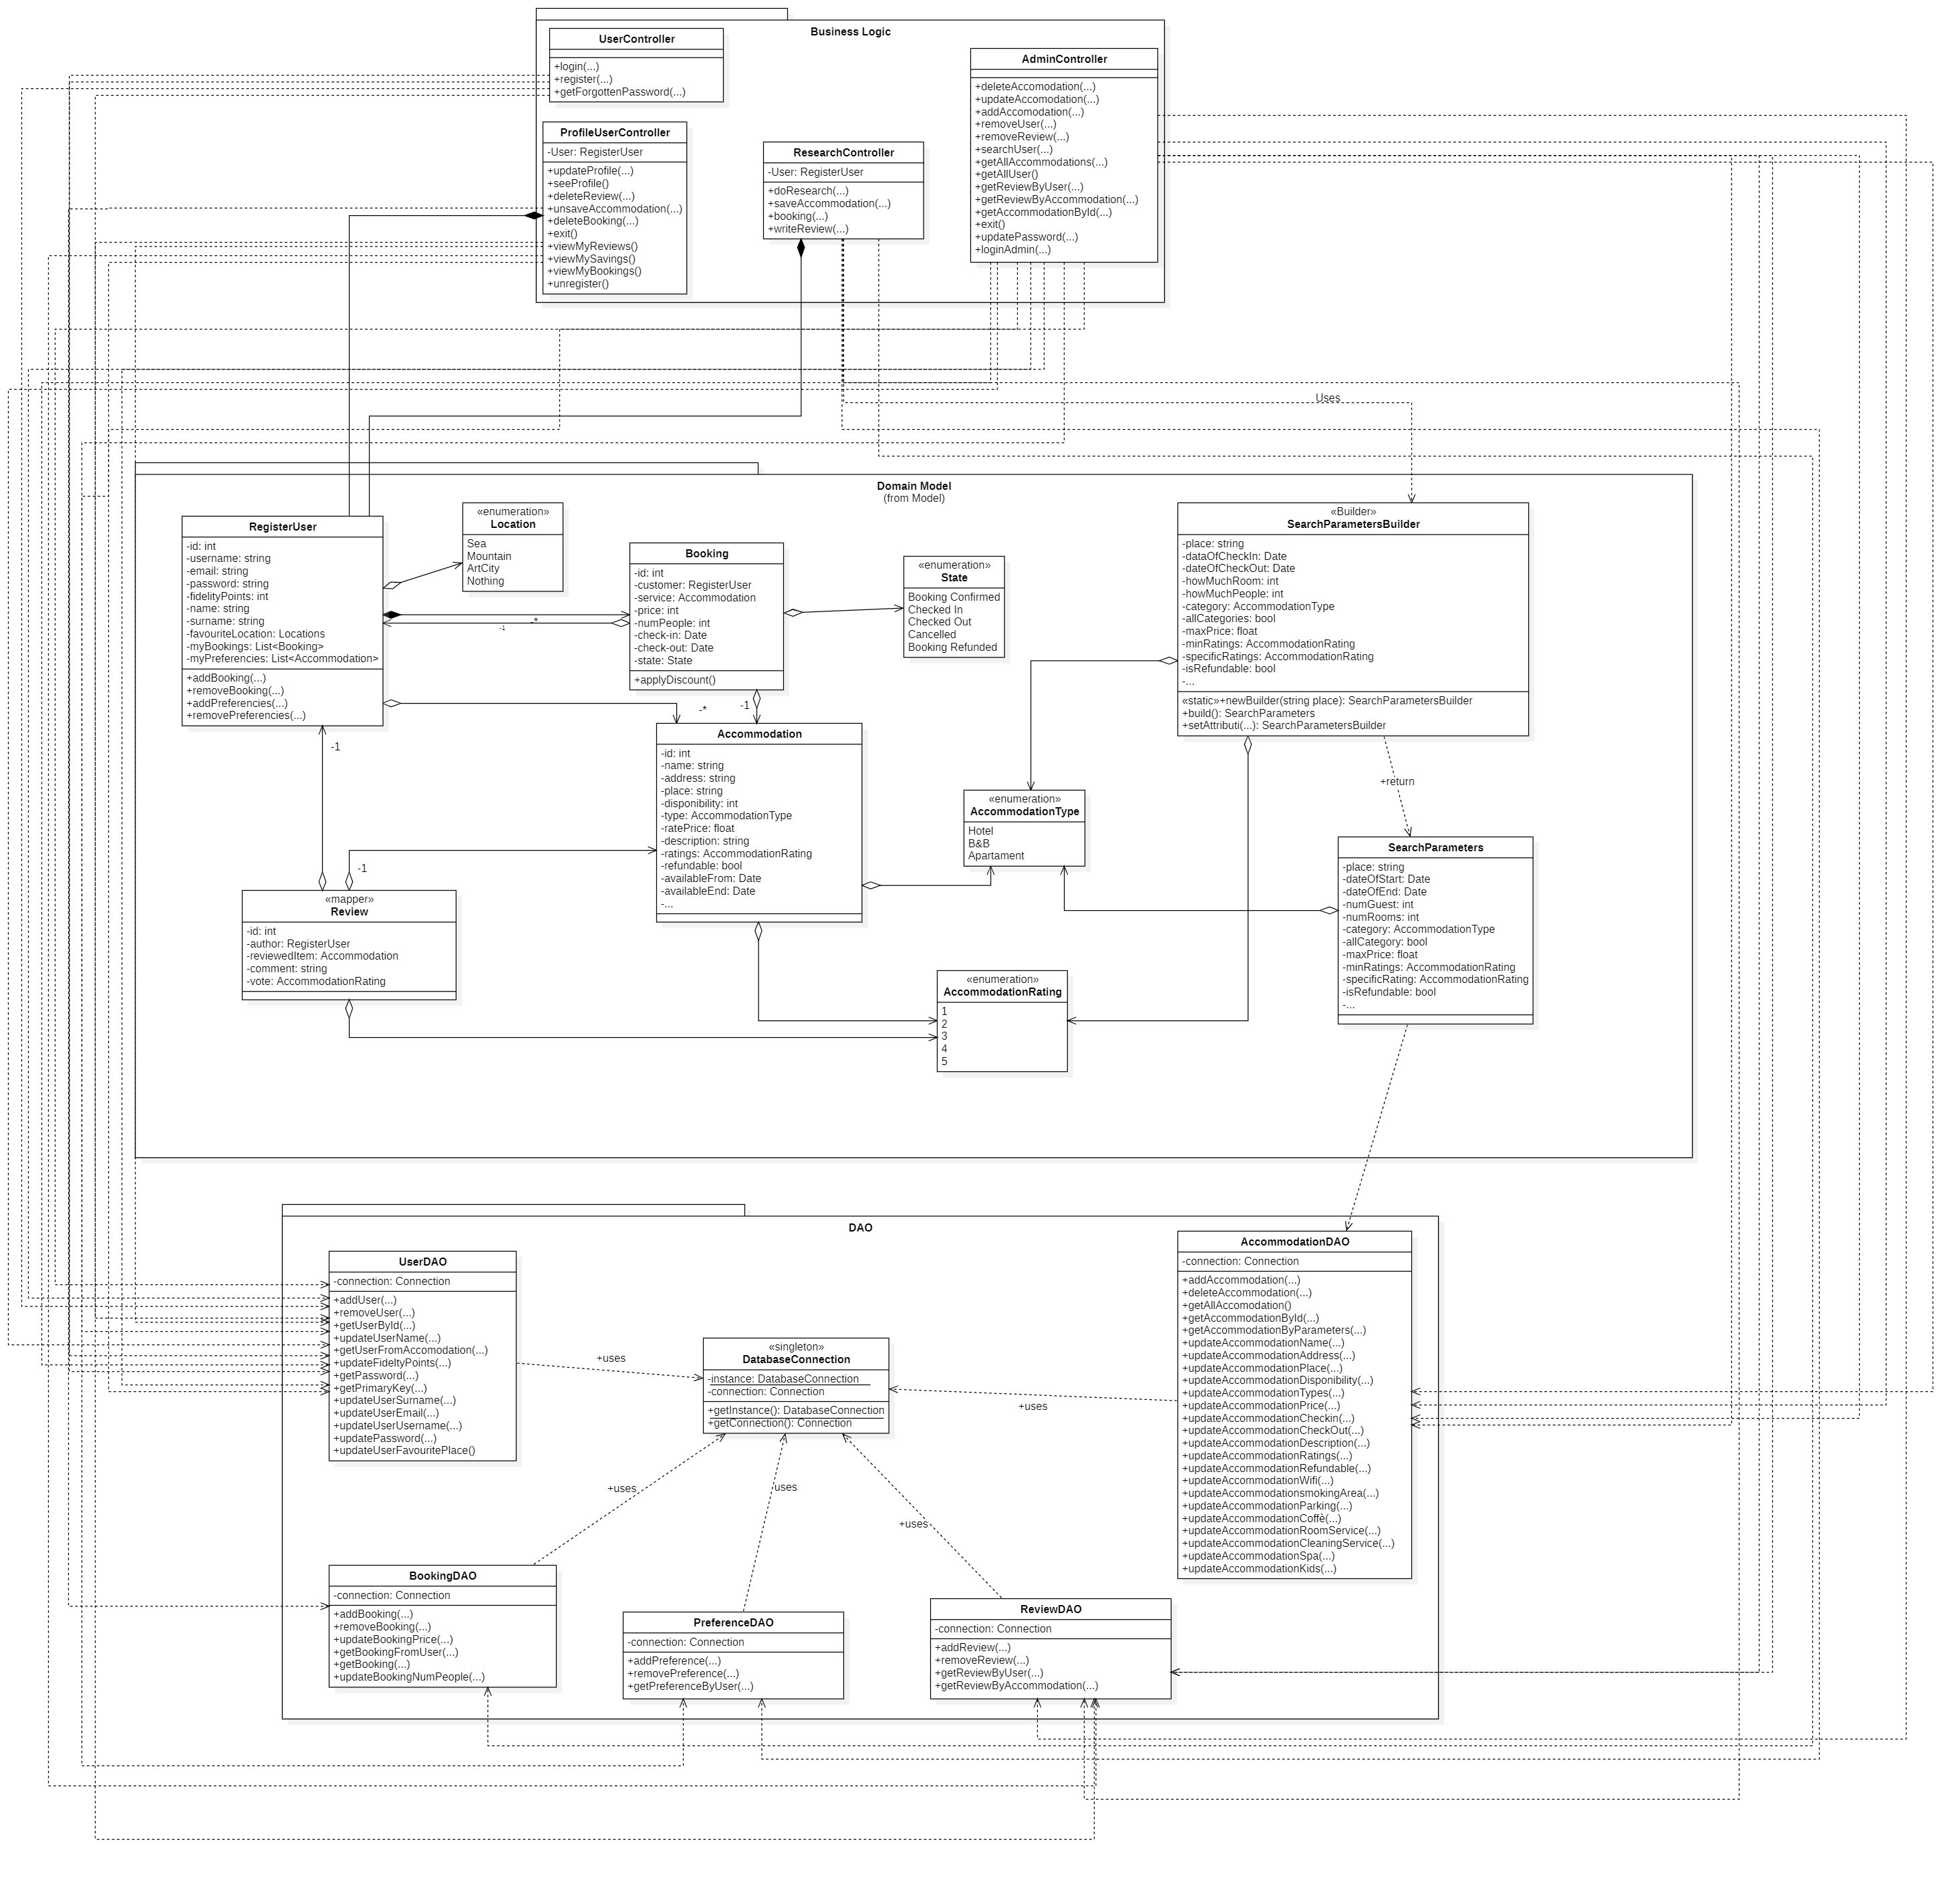 Business Logic
UserController
+login(...)
+register(...)
+getForgottenPassword(...)
AdminController
+deleteAccomodation(...)
+updateAccomodation(...)
+addAccomodation(...)
+removeUser(...)
+removeReview(...)
+searchUser(...)
+getAllAccommodations(...)
+getAllUser()
+getReviewByUser(...)
+getReviewByAccommodation(...)
+getAccommodationById(...)
+exit()
+updatePassword(...)
+loginAdmin(...)
ProfileUserController
-User: RegisterUser
+updateProfile(...)
+seeProfile()
+deleteReview(...)
+unsaveAccommodation(...)
+deleteBooking(...)
+exit()
+viewMyReviews()
+viewMySavings()
+viewMyBookings()
+unregister()
ResearchController
-User: RegisterUser
+doResearch(...)
+saveAccommodation(...)
+booking(...)
+writeReview(...)
Uses
Domain Model
(from Model)
RegisterUser
-id: int
-username: string
-email: string
-password: string
-fidelityPoints: int
-name: string
-surname: string
-favouriteLocation: Locations
-myBookings: List<Booking>
-myPreferencies: List<Accommodation>
+addBooking(...)
+removeBooking(...)
+addPreferencies(...)
+removePreferencies(...)
«enumeration»
Location
Sea
Mountain
ArtCity
Nothing
Booking
-id: int
-customer: RegisterUser
-service: Accommodation
-price: int
-numPeople: int
-check-in: Date
-check-out: Date
-state: State
+applyDiscount()
-*
-1
«enumeration»
State
Booking Confirmed
Checked In
Checked Out
Cancelled
Booking Refunded
«Builder»
SearchParametersBuilder
-place: string
-dataOfCheckIn: Date
-dateOfCheckOut: Date
-howMuchRoom: int
-howMuchPeople: int
-category: AccommodationType
-allCategories: bool
-maxPrice: float
-minRatings: AccommodationRating
-specificRatings: AccommodationRating
-isRefundable: bool
-...
«static»+newBuilder(string place): SearchParametersBuilder
+build(): SearchParameters
+setAttributi(...): SearchParametersBuilder
-*
-1
-1
Accommodation
-id: int
-name: string
-address: string
-place: string
-disponibility: int
-type: AccommodationType
-ratePrice: float
-description: string
-ratings: AccommodationRating
-refundable: bool
-availableFrom: Date
-availableEnd: Date
-...
+return
«enumeration»
AccommodationType
Hotel
B&B
Apartament
SearchParameters
-place: string
-dateOfStart: Date
-dateOfEnd: Date
-numGuest: int
-numRooms: int
-category: AccommodationType
-allCategory: bool
-maxPrice: float
-minRatings: AccommodationRating
-specificRating: AccommodationRating
-isRefundable: bool
-...
-1
«mapper»
Review
-id: int
-author: RegisterUser
-reviewedItem: Accommodation
-comment: string
-vote: AccommodationRating
«enumeration»
AccommodationRating
1
2
3
4
5
DAO
UserDAO
-connection: Connection
+addUser(...)
+removeUser(...)
+getUserById(...)
+updateUserName(...)
+getUserFromAccomodation(...)
+updateFideltyPoints(...)
+getPassword(...)
+getPrimaryKey(...)
+updateUserSurname(...)
+updateUserEmail(...)
+updateUserUsername(...)
+updatePassword(...)
+updateUserFavouritePlace()
+uses
«singleton»
DatabaseConnection
-instance: DatabaseConnection
-connection: Connection
+getInstance(): DatabaseConnection
+getConnection(): Connection
+uses
AccommodationDAO
-connection: Connection
+addAccommodation(...)
+deleteAccommodation(...)
+getAllAccomodation()
+getAccommodationById(...)
+getAccommodationByParameters(...)
+updateAccommodationName(...)
+updateAccommodationAddress(...)
+updateAccommodationPlace(...)
+updateAccommodationDisponibility(...)
+updateAccommodationTypes(...)
+updateAccommodationPrice(...)
+updateAccommodationCheckin(...)
+updateAccommodationCheckOut(...)
+updateAccommodationDescription(...)
+updateAccommodationRatings(...)
+updateAccommodationRefundable(...)
+updateAccommodationWifi(...)
+updateAccommodationsmokingArea(...)
+updateAccommodationParking(...)
+updateAccommodationCoffè(...)
+updateAccommodationRoomService(...)
+updateAccommodationCleaningService(...)
+updateAccommodationSpa(...)
+updateAccommodationKids(...)
+uses
uses
+uses
BookingDAO
-connection: Connection
+addBooking(...)
+removeBooking(...)
+updateBookingPrice(...)
+getBookingFromUser(...)
+getBooking(...)
+updateBookingNumPeople(...)
PreferenceDAO
-connection: Connection
+addPreference(...)
+removePreference(...)
+getPreferenceByUser(...)
ReviewDAO
-connection: Connection
+addReview(...)
+removeReview(...)
+getReviewByUser(...)
+getReviewByAccommodation(...)